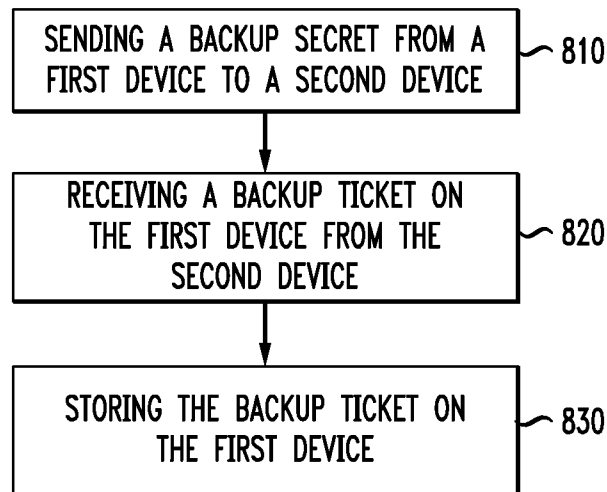 SENDING A BACKUP SECRET FROM A
FIRST DEVICE TO A SECOND DEVICE
810
RECEIVING A BACKUP TICKET ON
THE FIRST DEVICE FROM THE
SECOND DEVICE
820
STORING THE BACKUP TICKET ON
THE FIRST DEVICE
830